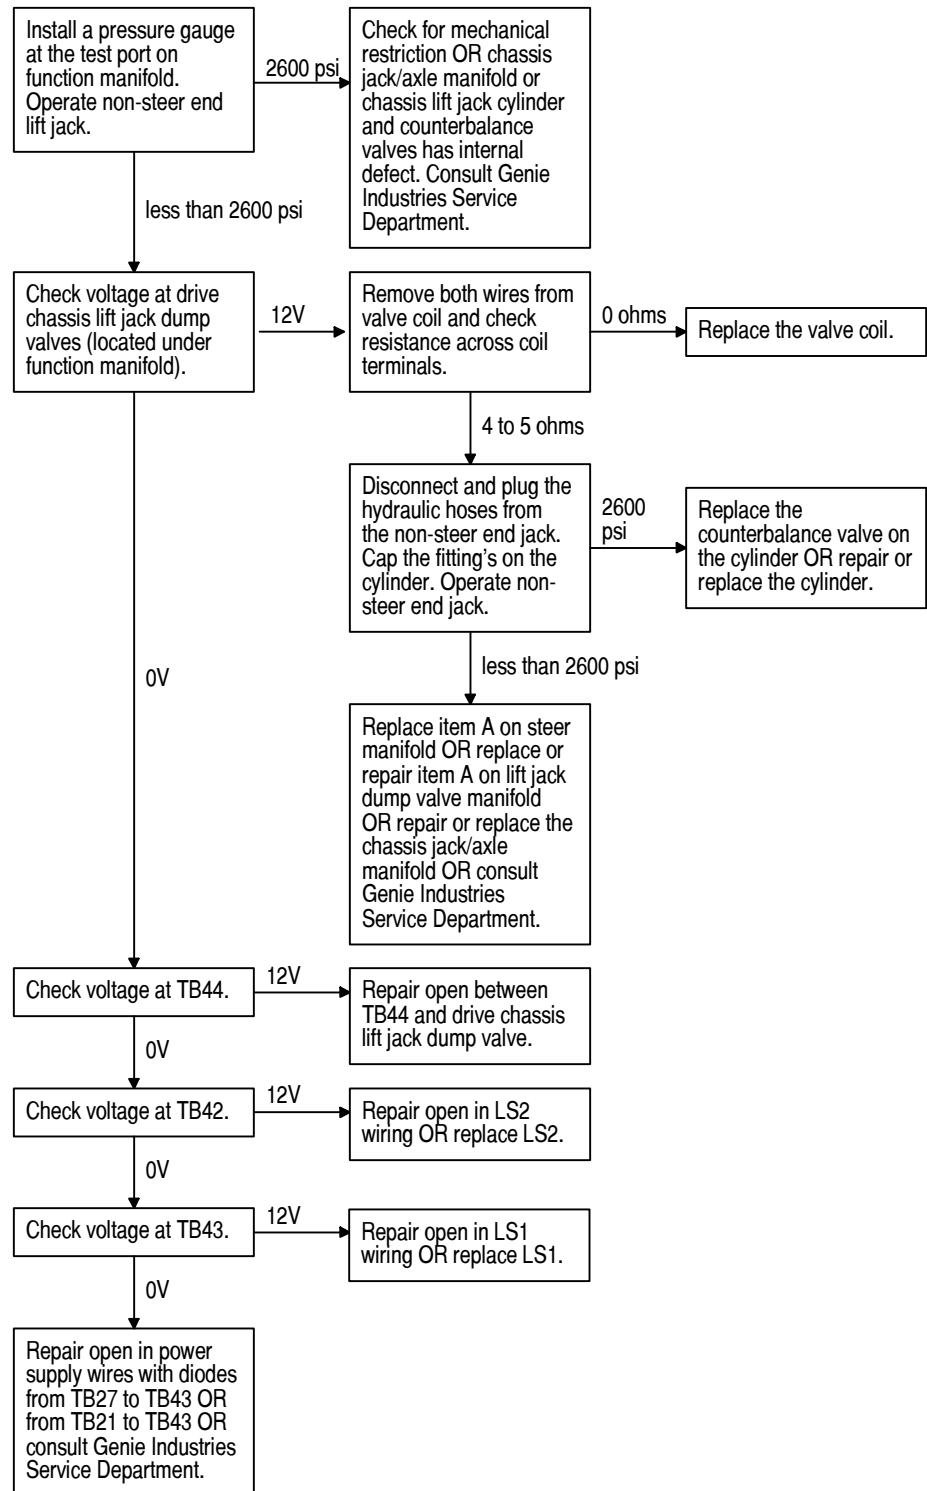 Install a pressure gauge
at the test port on
function manifold.
Operate non-steer end
lift jack.
2600 psi
Check for mechanical
restriction OR chassis
jack/axle manifold or
chassis lift jack cylinder
and counterbalance
valves has internal
defect. Consult Genie
Industries Service
Department.
less than 2600 psi
Check voltage at drive
chassis lift jack dump
valves (located under
function manifold).
12V
Remove both wires from
valve coil and check
resistance across coil
terminals.
0 ohms
Replace the valve coil.
4 to 5 ohms
Disconnect and plug the
hydraulic hoses from
the non-steer end jack.
Cap the fitting's on the
cylinder. Operate non-
steer end jack.
2600
psi
Replace the
counterbalance valve on
the cylinder OR repair or
replace the cylinder.
less than 2600 psi
0V
Replace item A on steer
manifold OR replace or
repair item A on lift jack
dump valve manifold
OR repair or replace the
chassis jack/axle
manifold OR consult
Genie Industries
Service Department.
Check voltage at TB44.
12V
Repair open between
TB44 and drive chassis
lift jack dump valve.
0V
Check voltage at TB42.
12V
Repair open in LS2
wiring OR replace LS2.
0V
Check voltage at TB43.
12V
Repair open in LS1
wiring OR replace LS1.
0V
Repair open in power
supply wires with diodes
from TB27 to TB43 OR
from TB21 to TB43 OR
consult Genie Industries
Service Department.